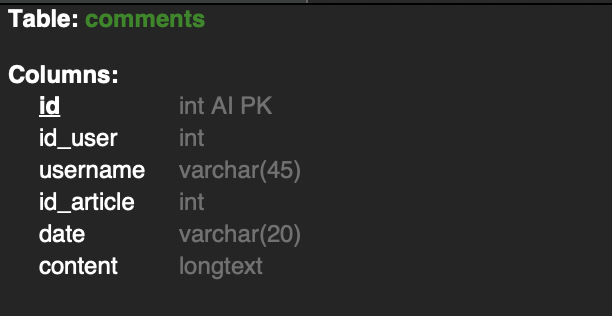 Table: comments
Columns:
id int AI PK
id_user int
username varchar(45)
id_article int
date varchar(20)
content longtext